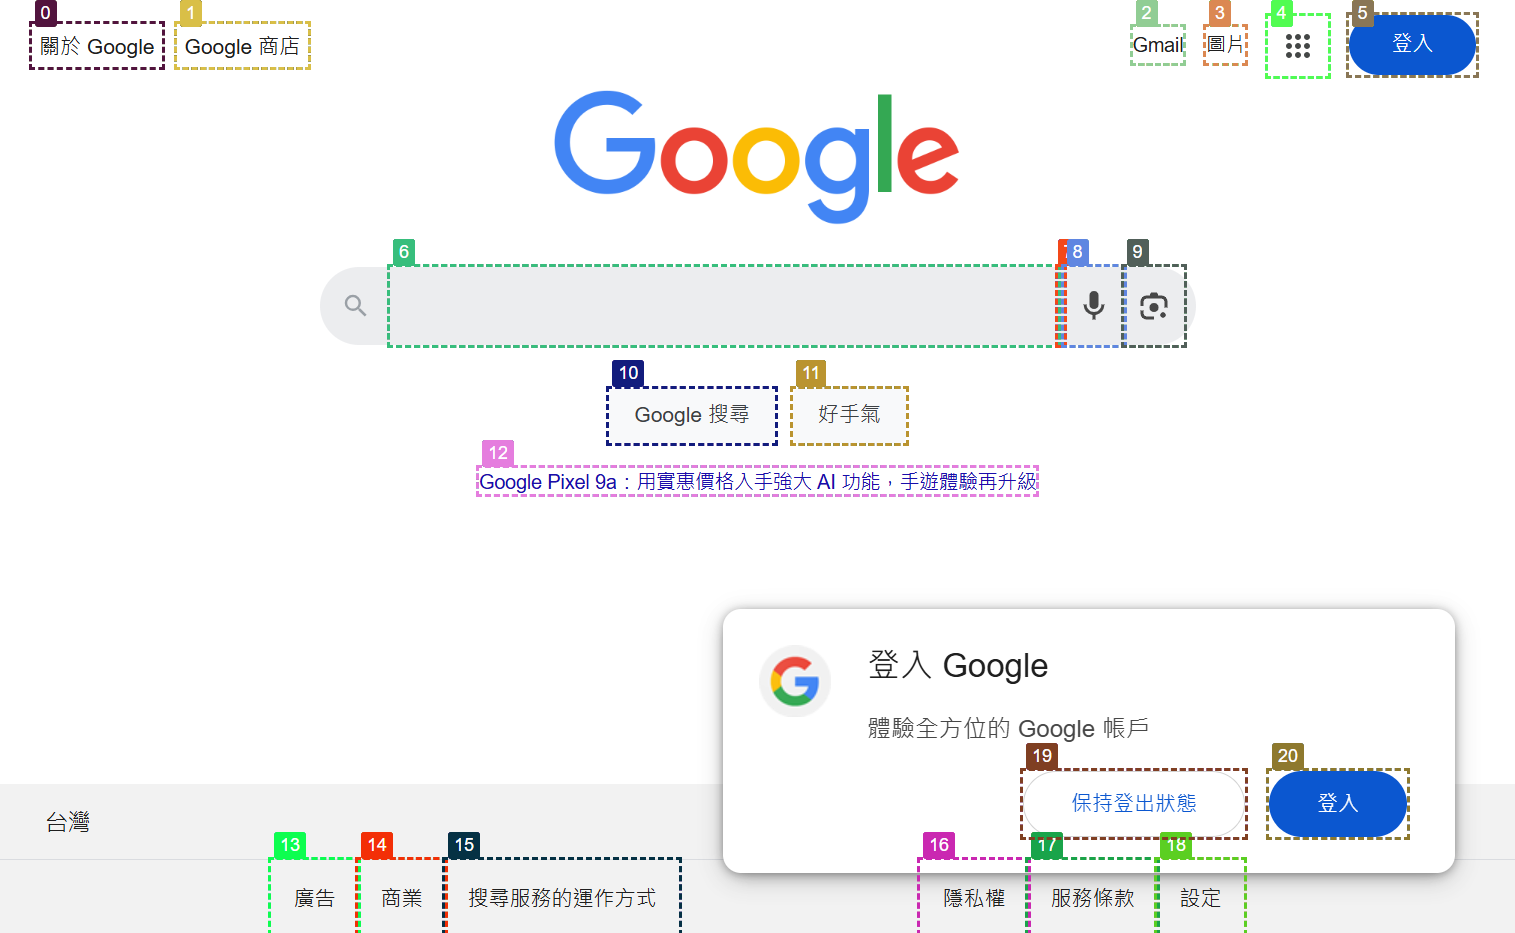 0
1
2
3
4
5
關於 Google
Google 商店
Gmail
圖片
登入
Google
6
8
9
10
11
Google 搜尋
好手氣
12
Google Pixel 9a：用實惠價格入手強大 AI 功能，手遊體驗再升級
登入 Google
體驗全方位的 Google 帳戶
19
20
保持登出狀態
登入
台灣
13
14
15
16
17
18
廣告
商業
搜尋服務的運作方式
隱私權
服務條款
設定